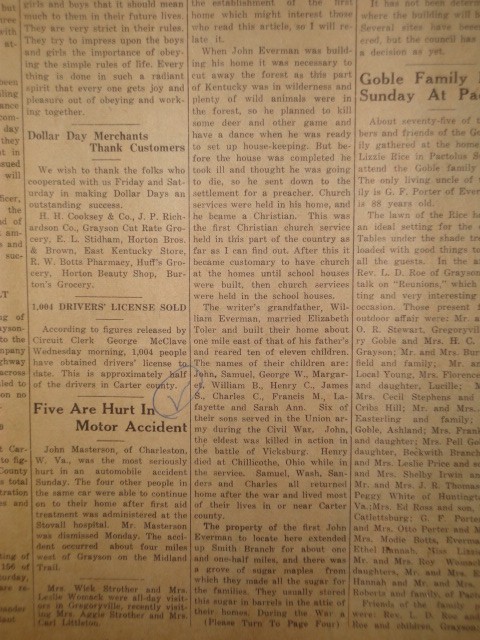 girls and boys that it should mean
much to them in their future lives.
They are very strict in their rules.
They try to impress upon the boys
and girls the importance of obey-
ing the simple rules of life. Every
thing is done in such a radiant
spirit that every one gets joy and
pleasure out of obeying and work-
ing together.
Dollar Day Merchants
Thank Customers
We wish to thank the folks who
cooperated with us Friday and Sat-
urday in making Dollar Days an
outstanding success.
H. H. Cooksey & Co., J. P. Rich-
ardson Co., Grayson Cut Rate Gro-
cery, E. L. Stidham, Horton Bros.
& Brown, East Kentucky Store,
R. W. Botts Pharmacy, Huff's Gro-
cery, Horton Beauty Shop, Bur-
ton's Grocery.
1,004 DRIVERS' LICENSE SOLD
According to figures released by
Circuit Clerk George McClave
Wednesday morning, 1,004 people
have obtained drivers' license to
date. This is approximately half
of the drivers in Carter county.
Five Are Hurt In
Motor Accident
John Masterson, of Charleston,
W. Va., was the most seriously
hurt in an automobile accident
Sunday. The four other people in
the same car were able to continue
on to their home after first aid
treatment was administered at the
Stovall hospital. Mr. Masterson
was dismissed Monday. The acci-
dent occurred about four miles
west of Grayson on the Midland
Trail.
Mrs. Wick Strother and Mrs.
Leslie Womack were all-day visit-
ors in Gregoryville, recently visit-
ing Mrs. Aggie Strother and Mrs.
Carl Littleton.
the establishment of the first
home which might interest those
who read this article, so I will re-
late it.
When John Everman was build-
ing his home it was necessary to
cut away the forest as this part
of Kentucky was in wilderness and
plenty of wild animals were in
the forest, so he planned to kill
some deer and other game and
have a dance when he was ready
to set up house-keeping. But be-
fore the house was completed he
took ill and thought he was going
to die, so he sent down to the
settlement for a preacher. Church
services were held in his home, and
he became a Christian. This was
the first Christian church service
held in this part of the country as
far as I can find out. After this it
became customary to have church
at the homes until school houses
were built, then church services
were held in the school houses.
The writer's grandfather, Wil-
liam Everman, married Elizabeth
Toler and built their home about
one mile east of that of his father's
and reared ten of eleven children.
The names of their children are:
John, Samuel, George W., Margar-
et, William B., Henry C., James
S., Charles C., Francis M., La-
fayette and Sarah Ann. Six of
their sons served in the Union ar-
my during the Civil War. John,
the eldest was killed in action in
the battle of Vicksburg. Henry
died at Chillicothe, Ohio while in
the service. Samuel, Wash, San-
ders and Charles all returned
home after the war and lived most
of their lives in or near Carter
county.
The property of the first John
Everman to locate here extended
up Smith Branch for about one
and one-half miles, and there was
a grove of sugar maples from
which they made all the sugar for
the families. They usually stored
this sugar in barrels in the attic of
their homes. During the War a
(Please Turn To Page Four)
It has not been determined
where the building will be
Several sites have been
ered, but the council has
a decision as yet.
Goble Family
Sunday At Pac
About seventy-five of t
bers and friends of the Go
ily gathered at the home
Lizzie Rice in Pactolus S
attend the Goble family
The only living uncle of
ily is G. F. Porter of Ever
is 88 years old.
The lawn of the Rice h
an ideal setting for the
Tables under the shade tre
loaded with good things to
all the guests. In the a
Rev. L. D. Roe of Grayson
talk on "Reunions," which
ting and very interesting
occasion. Those present f
outdoor affair were: Mr. a
O. R. Stewart, Gregoryvil
ry Goble and Mrs. H. C.
Grayson; Mr. and Mrs. Bur
Seld and family; Mr. an
Local Young, Mrs. Florence
and daughter, Lucille; M
Mrs. Cecil Stephens and
Cribs Hill; Mr. and Mrs.
Easterling and family;
Goble, Ashland; Mrs. Frank
and daughter; Mrs. Pell Go
daughter, Beckwith Branch
and Mrs. Leslie Price and s
and Mrs. Shelby Irwin an
Mr. and Mrs. J. B. Thomas
Peggy White of Huntingt
Va.; Mrs. Ed Ross and son,
Catlettsburg; G. F. Porter
and Mrs. Otto Porter and M
Mrs. Modie Botts, Everman
Ethel Hannah, Miss Little
Mr. and Mrs. Roy Womack
daughters, Mr. and Mrs. R
Hannah and Mr. and Mrs.
Roberts and family, of Pact
Friends of the family
were: Rev. L. D. Roe and
Roe and children, Grayson,